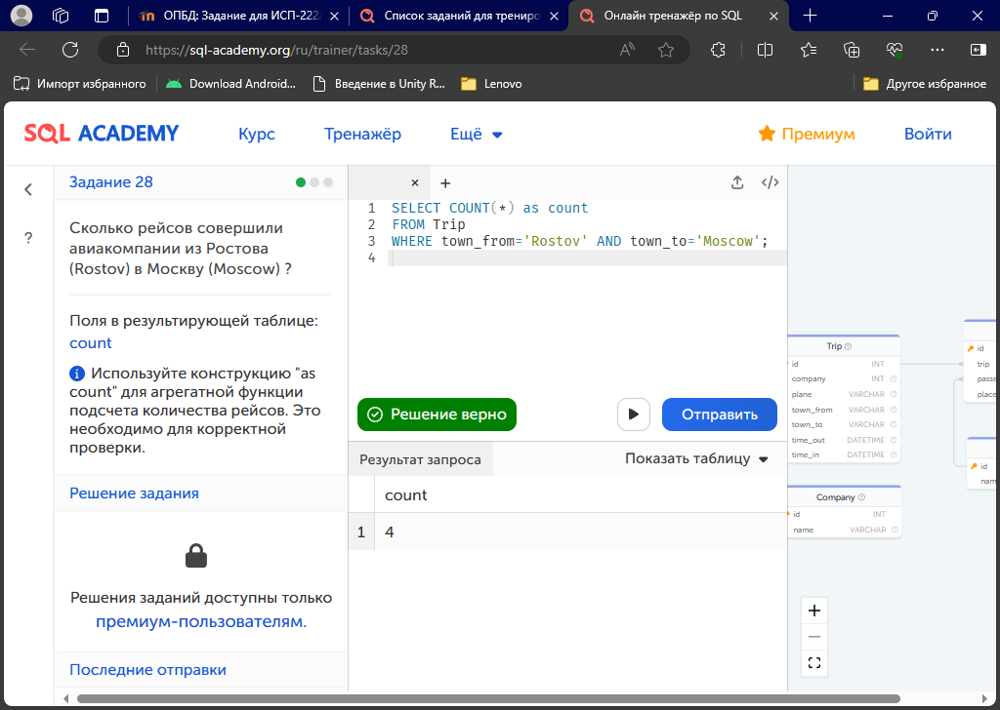 ОПБД: Задание для ИСП-222
Список заданий для трениро
Онлайн тренажёр по SQL
https://sql-academy.org/ru/trainer/tasks/28
Импорт избранного
Download Android...
Введение в Unity R...
Lenovo
Другое избранное
SQL ACADEMY
Курс
Тренажёр
Ещё
Премиум
Войти
Задание 28
Сколько рейсов совершили
авиакомпании из Ростова
(Rostov) в Москву (Moscow) ?
Поля в результирующей таблице:
count
Используйте конструкцию "as
count" для агрегатной функции
подсчета количества рейсов. Это
необходимо для корректной
проверки.
Решение задания
Решения заданий доступны только
премиум-пользователям.
Последние отправки
1 SELECT COUNT(*) as count
2 FROM Trip
3 WHERE town_from='Rostov' AND town_to='Moscow';
4
Решение верно
Отправить
Результат запроса
Показать таблицу
count
1 4
Trip
id INT
company INT
plane VARCHAR
town_from VARCHAR
town_to VARCHAR
time_out DATETIME
time_in DATETIME
Company
id INT
name VARCHAR
id
trip
passe
place
id
nam